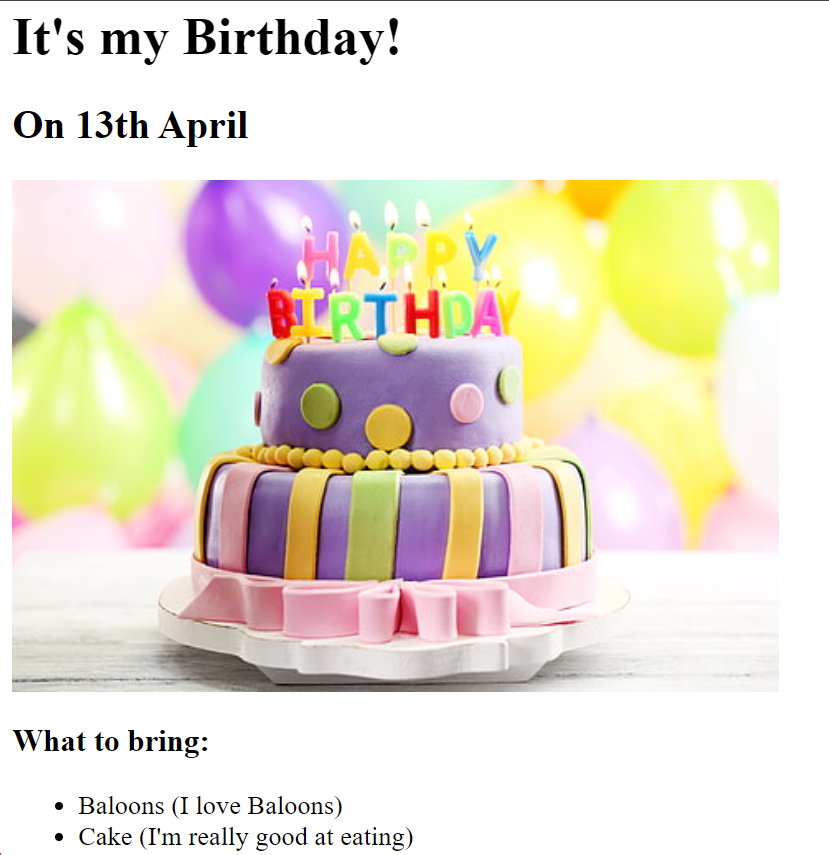 It's my Birthday!
On 13th April
HAPPY
BIRTHDAY
What to bring:
Baloons (I love Baloons)
Cake (I'm really good at eating)